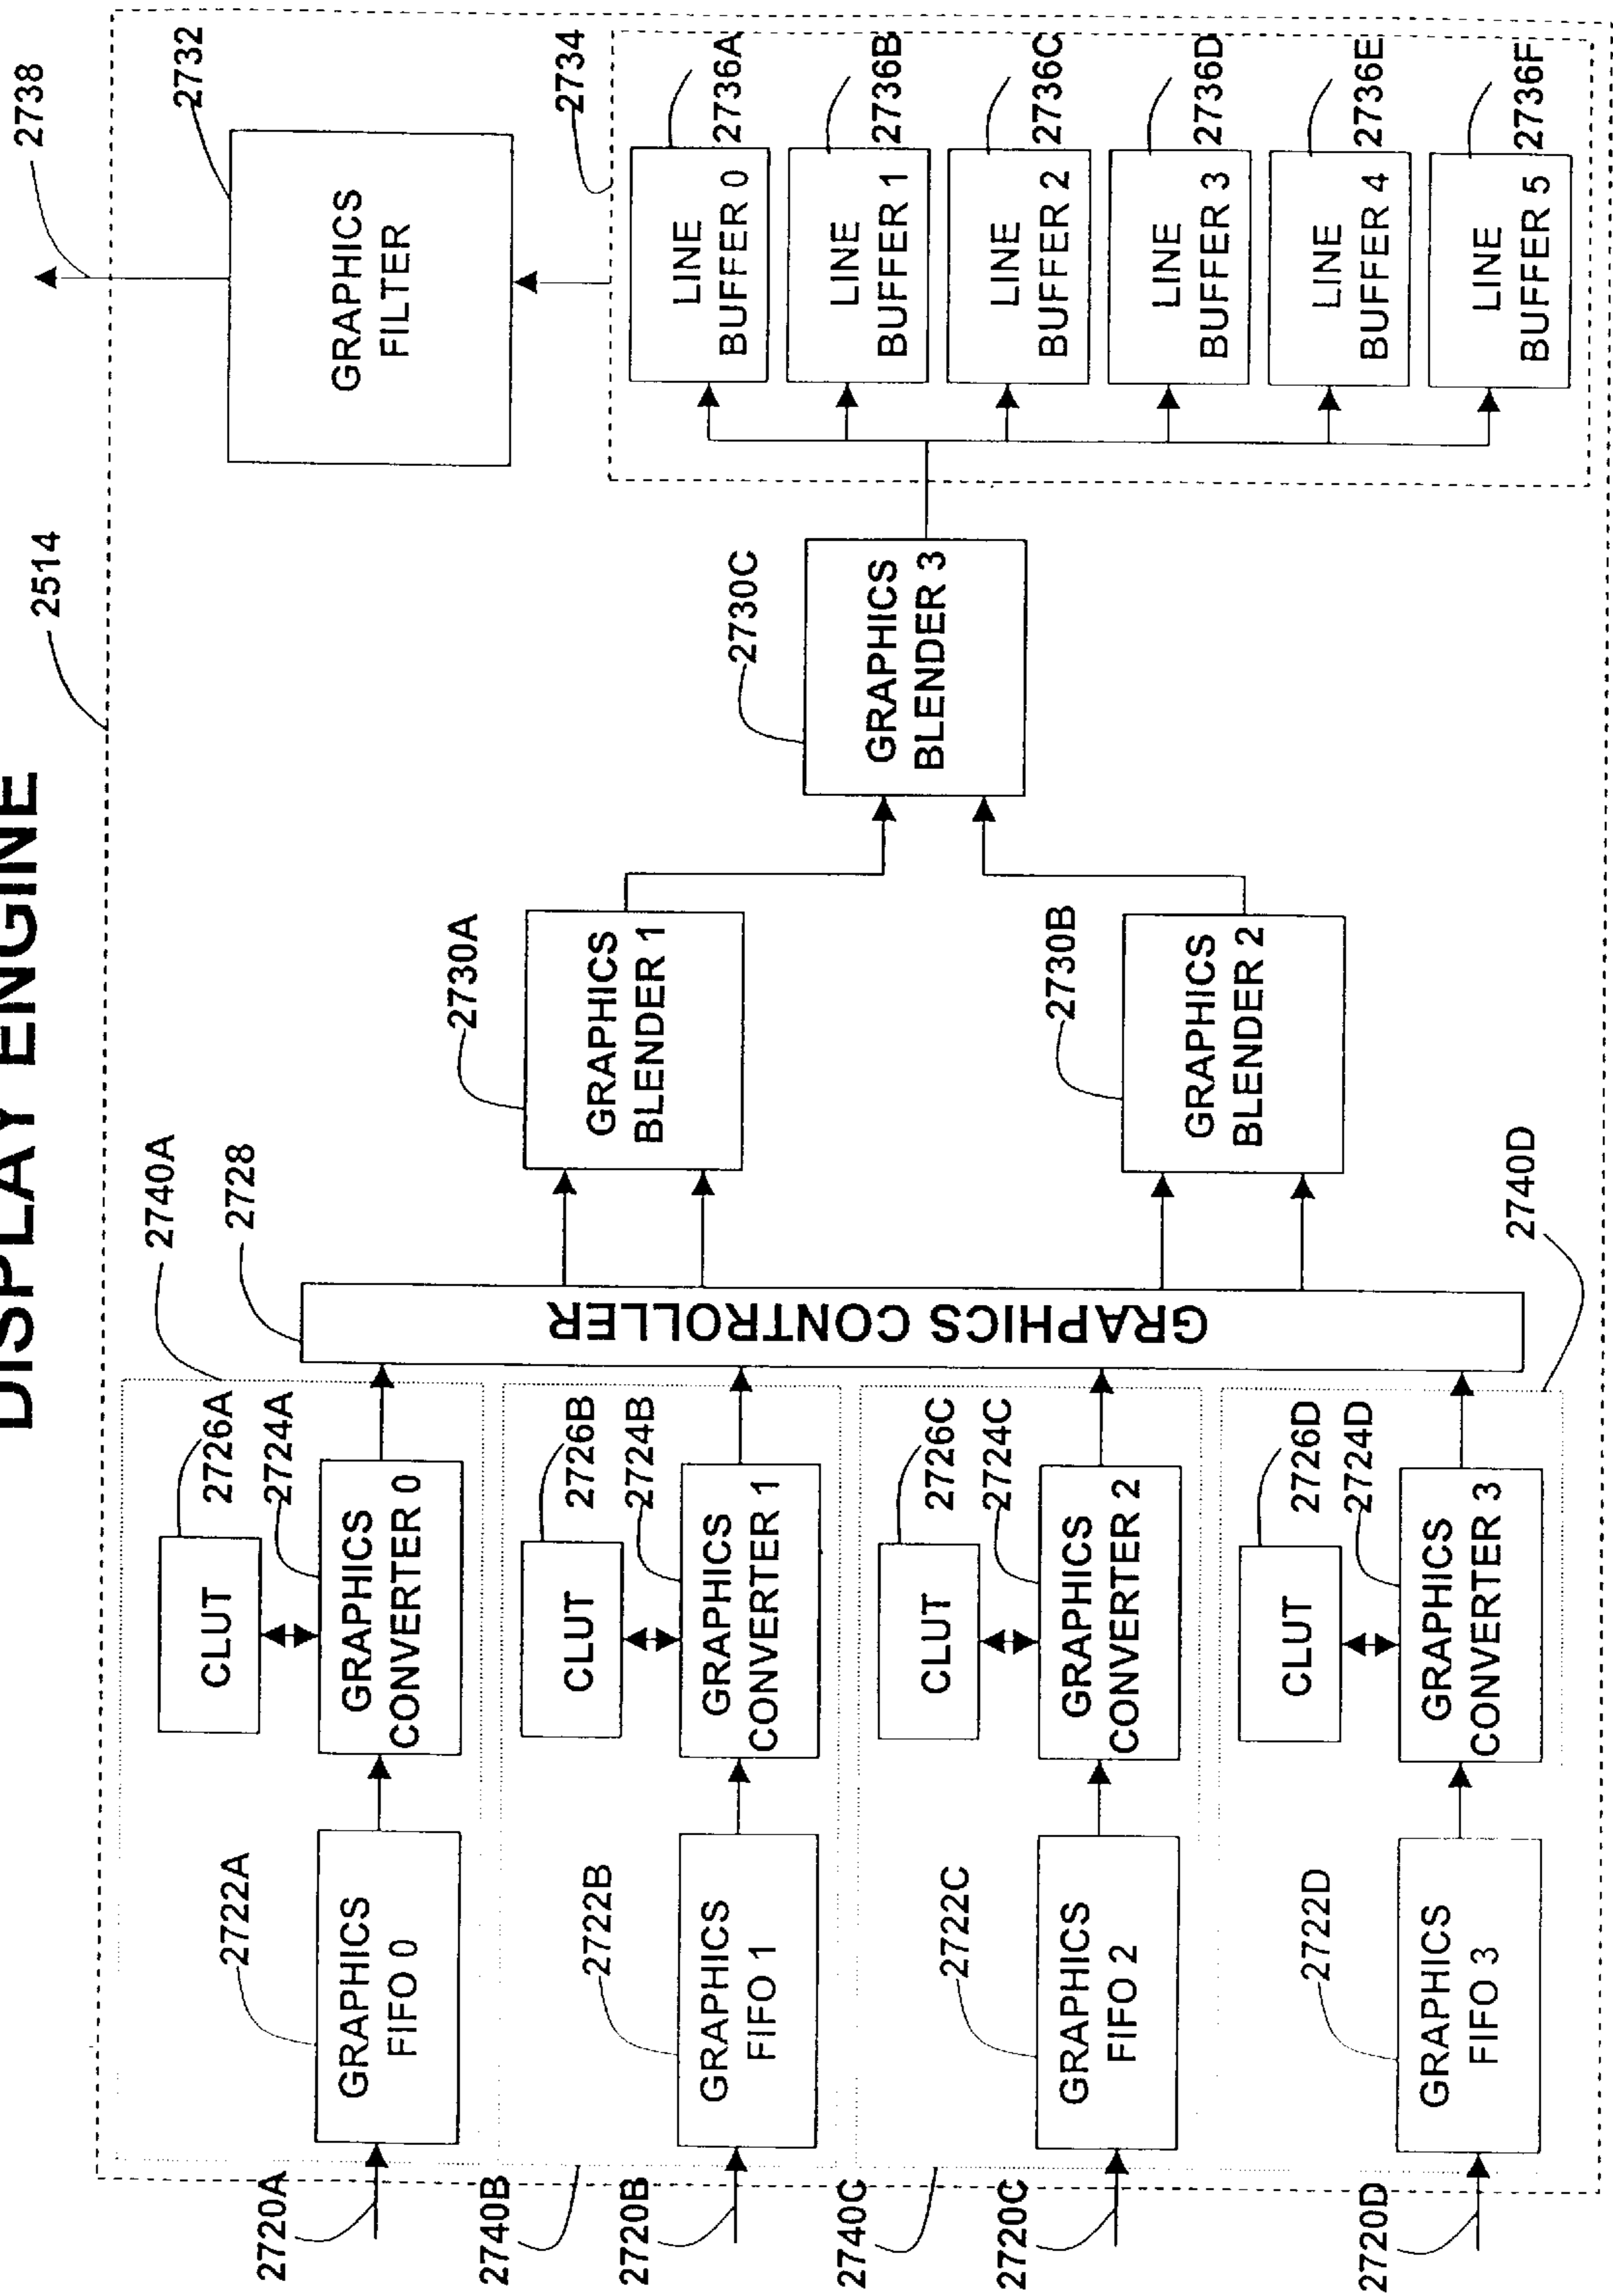 DISPLAY ENGINE
2514
2738
2732
GRAPHICS
FILTER
2734
LINE
BUFFER 0
2736A
LINE
BUFFER 1
2736B
LINE
BUFFER 2
2736C
LINE
BUFFER 3
2736D
LINE
BUFFER 4
2736E
LINE
BUFFER 5
2736F
2730C
GRAPHICS
BLENDER 3
2730A
GRAPHICS
BLENDER 1
2730B
GRAPHICS
BLENDER 2
2740A
2728
GRAPHICS CONTROLLER
2740D
2726A
2724A
CLUT
GRAPHICS
CONVERTER 0
2722A
GRAPHICS
FIFO 0
2720A
2740B
2726B
2724B
CLUT
GRAPHICS
CONVERTER 1
2722B
GRAPHICS
FIFO 1
2720B
2740C
2726C
2724C
CLUT
GRAPHICS
CONVERTER 2
2722C
GRAPHICS
FIFO 2
2720C
2726D
2724D
CLUT
GRAPHICS
CONVERTER 3
2722D
GRAPHICS
FIFO 3
2720D